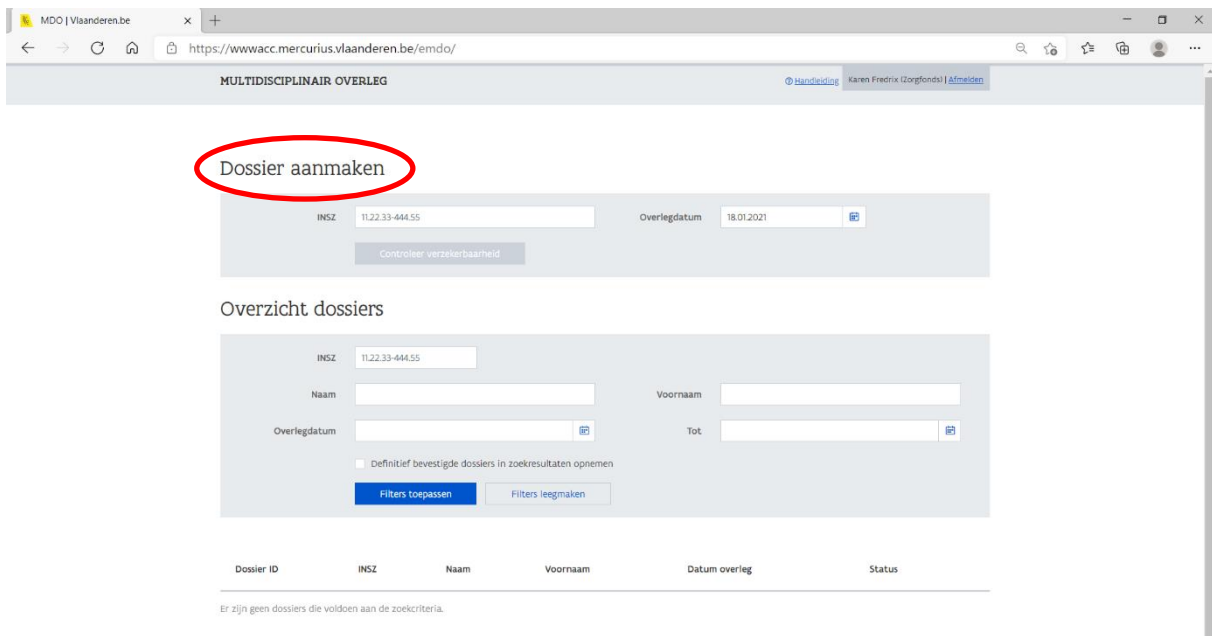 MDO | Vlaanderen.be
https://wwwacc.mercurius.vlaanderen.be/emdo/
MULTIDISCIPLINAIR OVERLEG Handleiding Karen Fredrix (Zorgfonds) | Afmelden
Dossier aanmaken
INSZ 11.22.33-444.55 Overlegdatum 18.01.2021
Controleer verzekerbaarheid
Overzicht dossiers
INSZ 11.22.33-444.55
Naam Voornaam
Overlegdatum Tot
Definitief bevestigde dossiers in zoekresultaten opnemen
Filters toepassen Filters leegmaken
Dossier ID INSZ Naam Voornaam Datum overleg Status
Er zijn geen dossiers die voldoen aan de zoekcriteria.